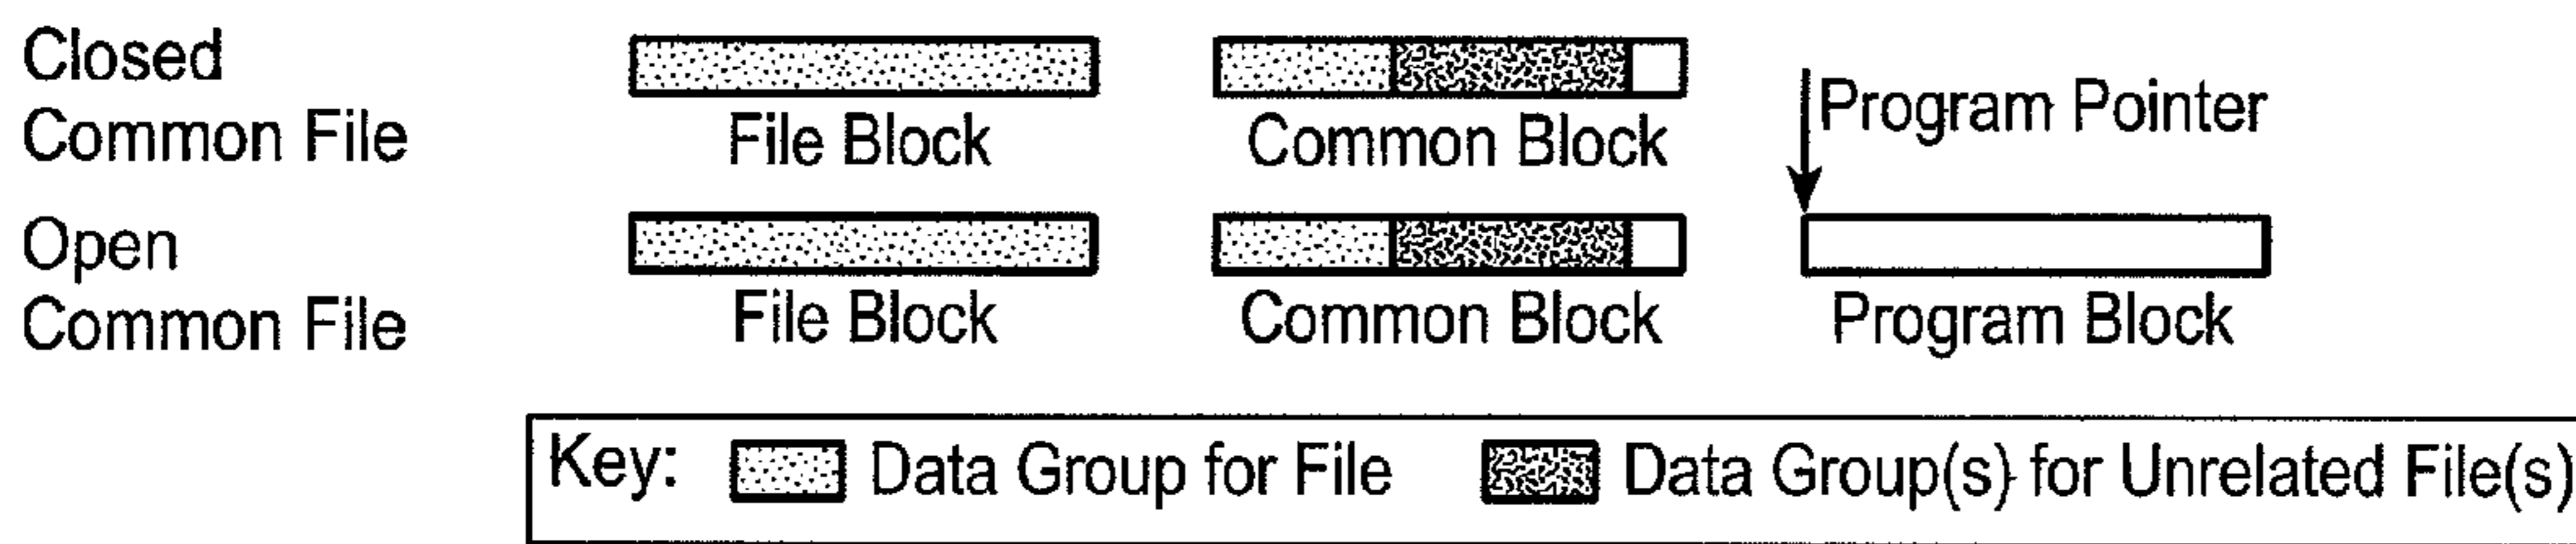 Closed
Common File
File Block
Common Block
Program Pointer
Open
Common File
File Block
Common Block
Program Block
Key: Data Group for File Data Group(s) for Unrelated File(s)